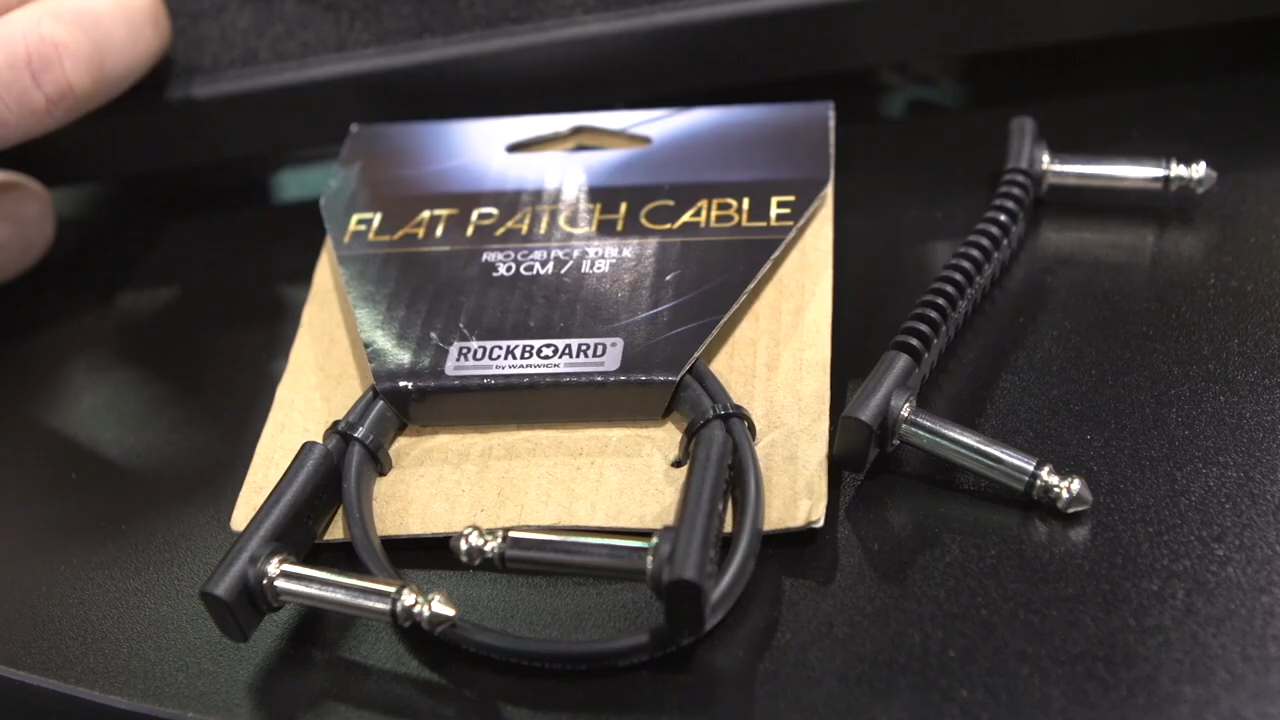 FLAT PATCH CABLE
RBO CAB PC F 30 BLK
30 CM / 11.81"
ROCKBOARD®
by WARWICK